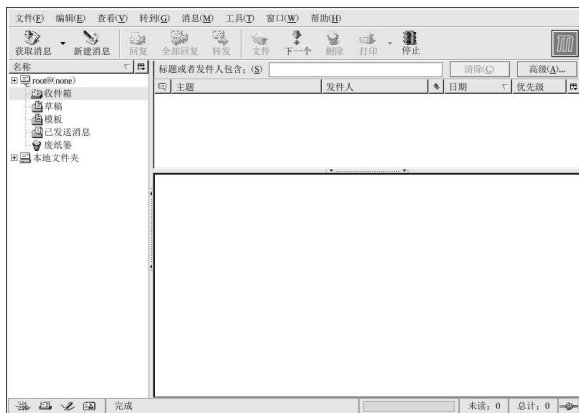 文件(F) 编辑(E) 查看(V) 转到(G) 消息(M) 工具(T) 窗口(W) 帮助(H)
获取消息 新建消息 回复 全部回复 转发 文件 下一个 删除 打印 停止
名称
标题或者发件人包含：(S) 清除(C) 高级(A)...
主题 发件人 日期 优先级
root@(none)
收件箱
草稿
模板
已发送消息
废纸篓
本地文件夹
完成 未读：0 总计：0